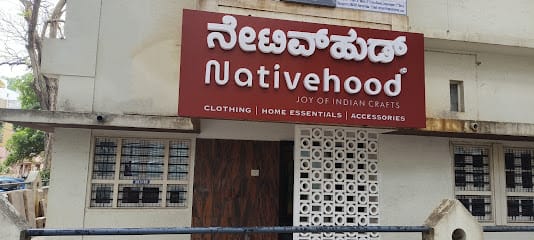 ನೇಟಿವ್‌ಹುಡ್
Nativehood
JOY OF INDIAN CRAFTS
CLOTHING | HOME ESSENTIALS | ACCESSORIES